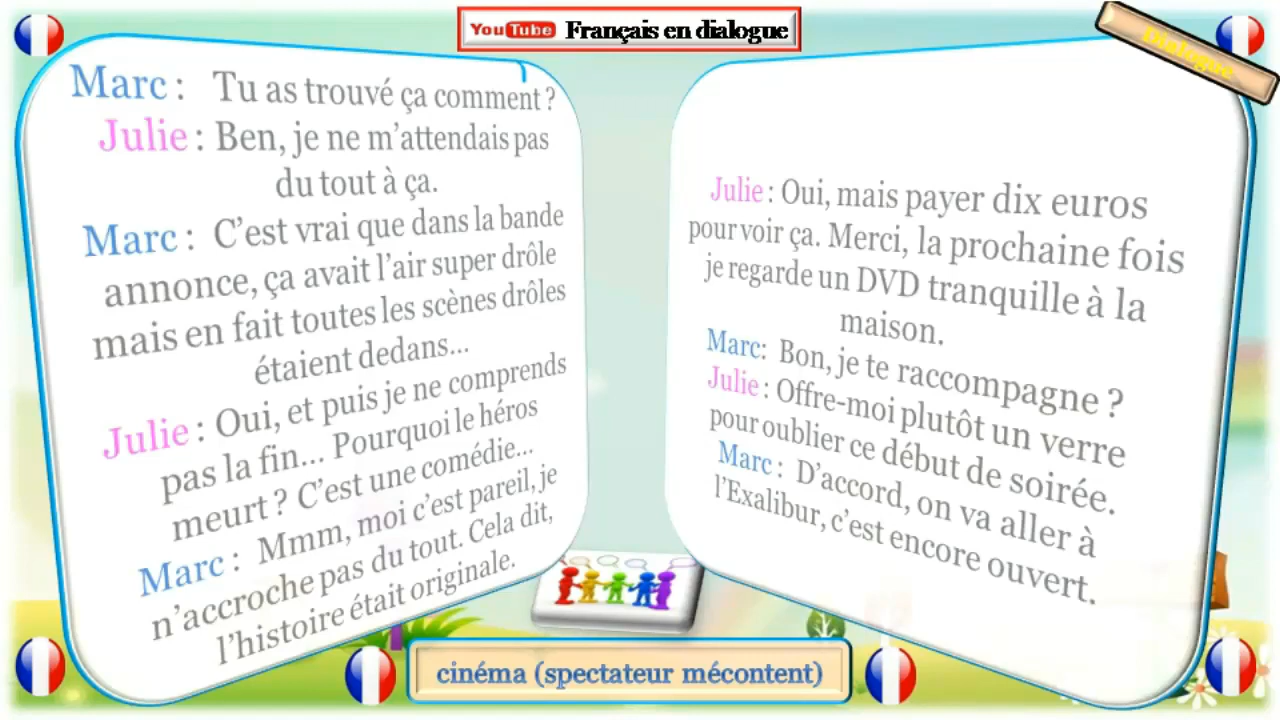 YouTube Français en dialogue
Dialogue
Marc : Tu as trouvé ça comment ?
Julie : Ben, je ne m'attendais pas
du tout à ça.
Marc : C'est vrai que dans la bande
annonce, ça avait l'air super drôle
mais en fait toutes les scènes drôles
étaient dedans...
Julie : Oui, et puis je ne comprends
pas la fin... Pourquoi le héros
meurt ? C'est une comédie...
Marc : Mmm, moi c'est pareil, je
n'accroche pas du tout. Cela dit,
l'histoire était originale.
Julie : Oui, mais payer dix euros
pour voir ça. Merci, la prochaine fois
je regarde un DVD tranquille à la
maison.
Marc: Bon, je te raccompagne ?
Julie : Offre-moi plutôt un verre
pour oublier ce début de soirée.
Marc : D'accord, on va aller à
l'Exalibur, c'est encore ouvert.
cinéma (spectateur mécontent)